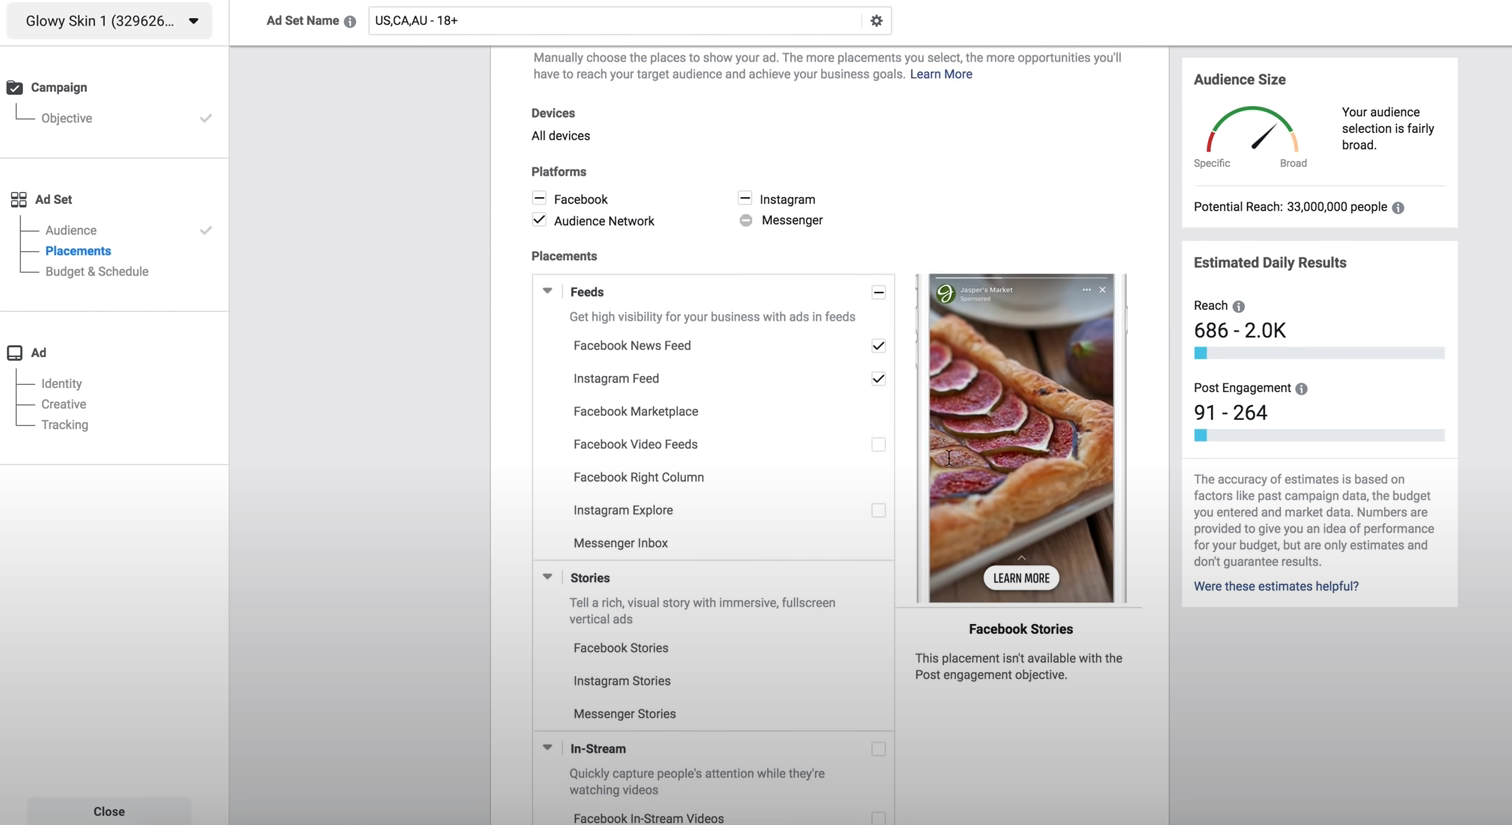 Glowy Skin 1 (329626...
Ad Set Name
US,CA,AU - 18+
Campaign
Objective
Ad Set
Audience
Placements
Budget & Schedule
Ad
Identity
Creative
Tracking
Close
Manually choose the places to show your ad. The more placements you select, the more opportunities you'll
have to reach your target audience and achieve your business goals. Learn More
Devices
All devices
Platforms
Facebook
Instagram
Audience Network
Messenger
Placements
Feeds
Get high visibility for your business with ads in feeds
Facebook News Feed
Instagram Feed
Facebook Marketplace
Facebook Video Feeds
Facebook Right Column
Instagram Explore
Messenger Inbox
Stories
Tell a rich, visual story with immersive, fullscreen
vertical ads
Facebook Stories
Instagram Stories
Messenger Stories
In-Stream
Quickly capture people's attention while they're
watching videos
Facebook In-Stream Videos
Jasper's Market
Sponsored
LEARN MORE
Facebook Stories
This placement isn't available with the
Post engagement objective.
Audience Size
Specific
Broad
Your audience
selection is fairly
broad.
Potential Reach: 33,000,000 people
Estimated Daily Results
Reach
686 - 2.0K
Post Engagement
91 - 264
The accuracy of estimates is based on
factors like past campaign data, the budget
you entered and market data. Numbers are
provided to give you an idea of performance
for your budget, but are only estimates and
don't guarantee results.
Were these estimates helpful?